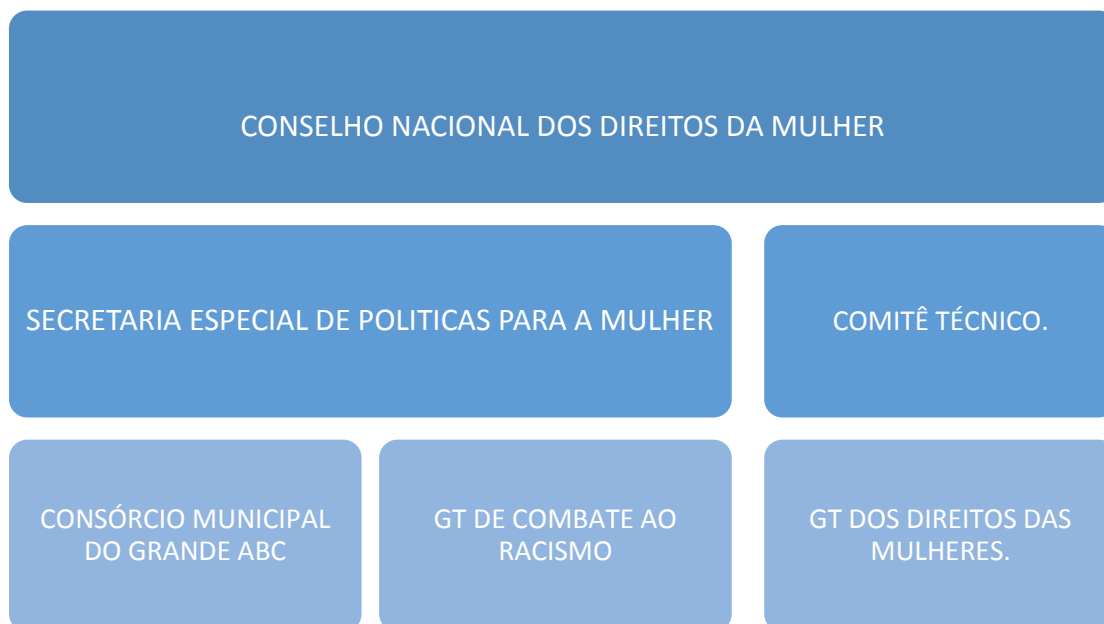 CONSELHO NACIONAL DOS DIREITOS DA MULHER
SECRETARIA ESPECIAL DE POLITICAS PARA A MULHER
COMITÊ TÉCNICO.
CONSÓRCIO MUNICIPAL
DO GRANDE ABC
GT DE COMBATE AO
RACISMO
GT DOS DIREITOS DAS
MULHERES.